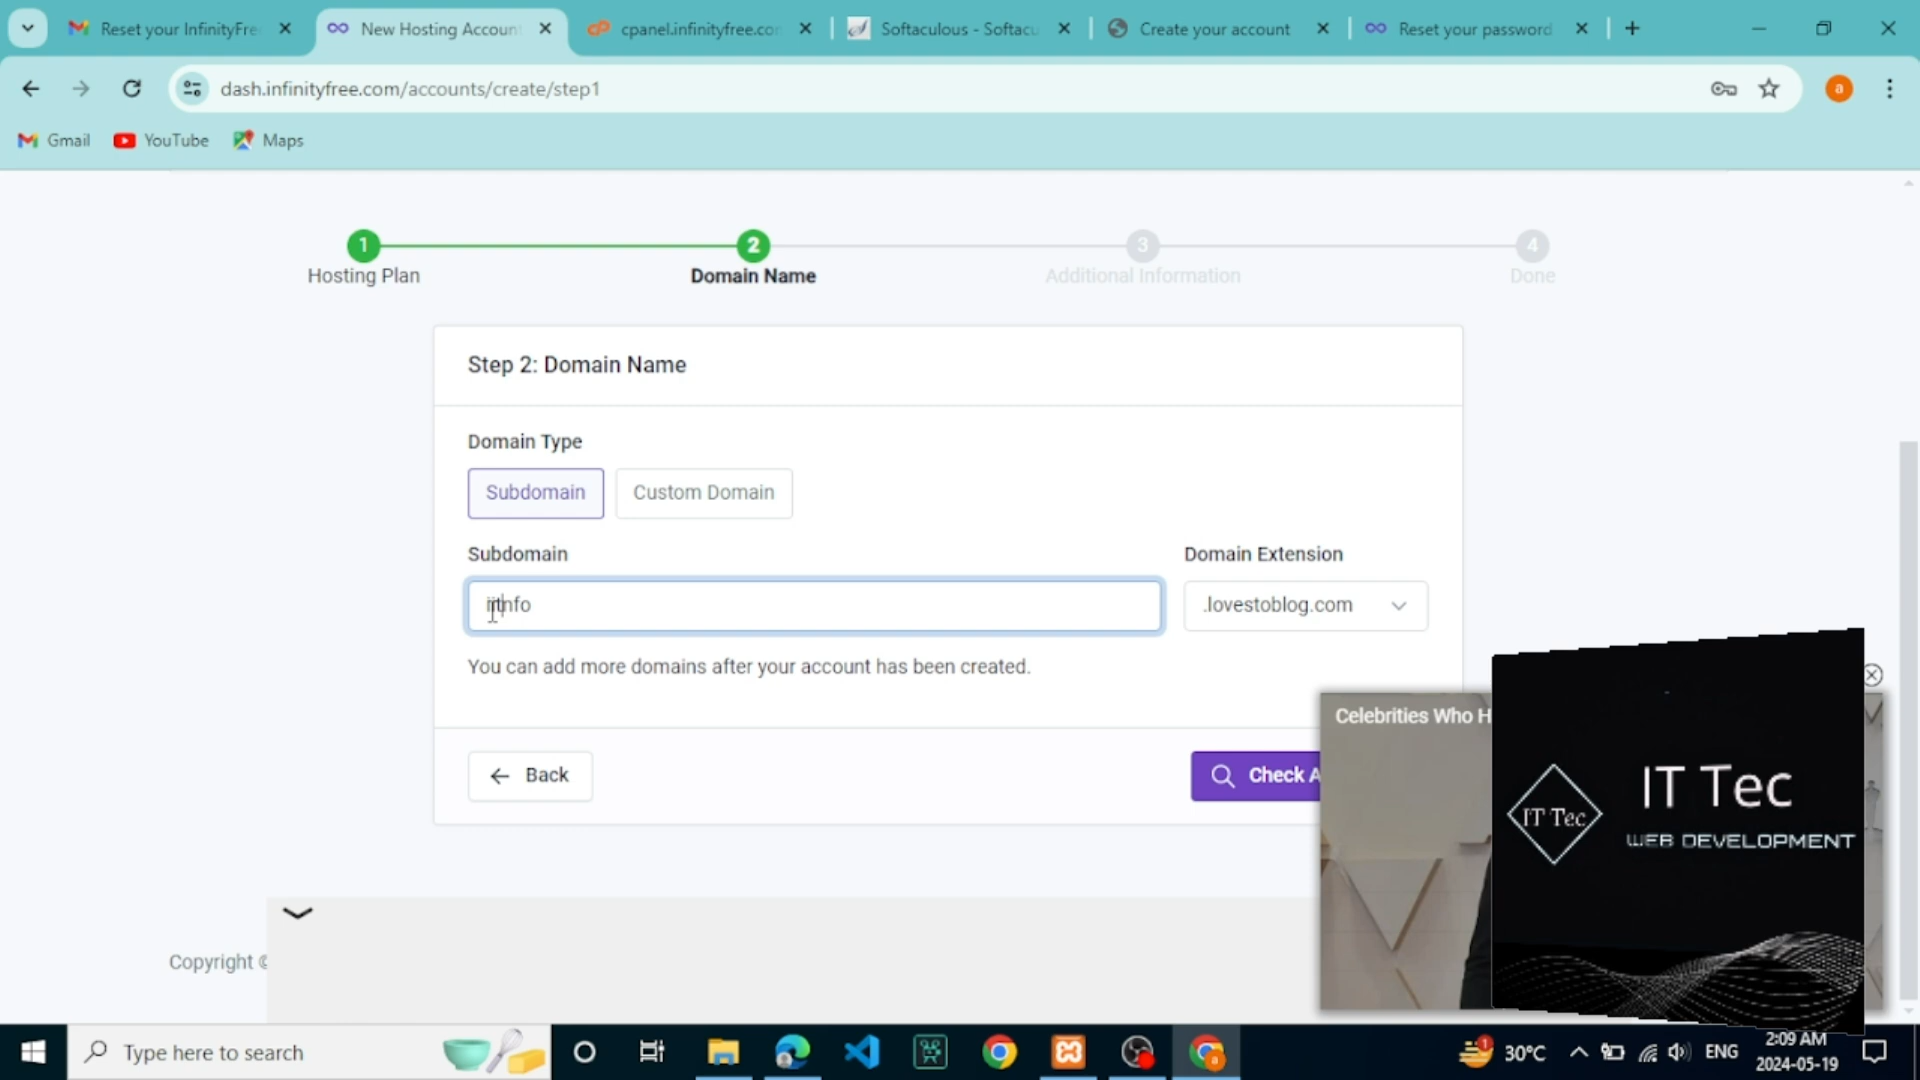 Reset your InfinityFre
New Hosting Accoun
cpanel.infinityfree.con
Softaculous - Softacu
Create your account
Reset your password
dash.infinityfree.com/accounts/create/step1
a
Gmail
YouTube
Maps
1
2
3
4
Hosting Plan
Domain Name
Additional Information
Done
Step 2: Domain Name
Domain Type
Subdomain
Custom Domain
Subdomain
Domain Extension
.lovestoblog.com
You can add more domains after your account has been created.
Celebrities Who H
Back
Check A
IT Tec
IT Tec
WEB DEVELOPMENT
Copyright ©
Type here to search
30°C
ENG
2:09 AM
2024-05-19